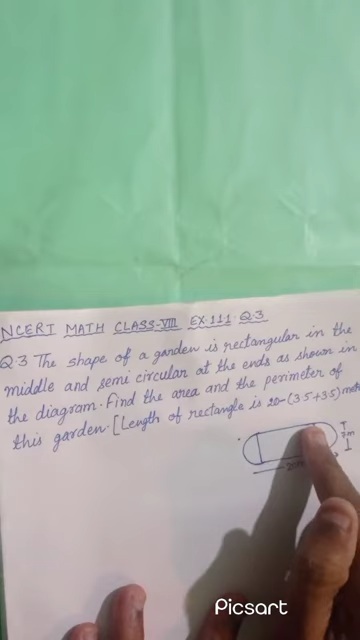 NCERT MATH CLASS-VIII EX.11.1 Q.3
Q.3 The shape of a garden is rectangular in the
middle and semi circular at the ends as shown in
the diagram. Find the area and the perimeter of
this garden. [Length of rectangle is 20-(3.5+3.5) metre
7m
20m
Picsart